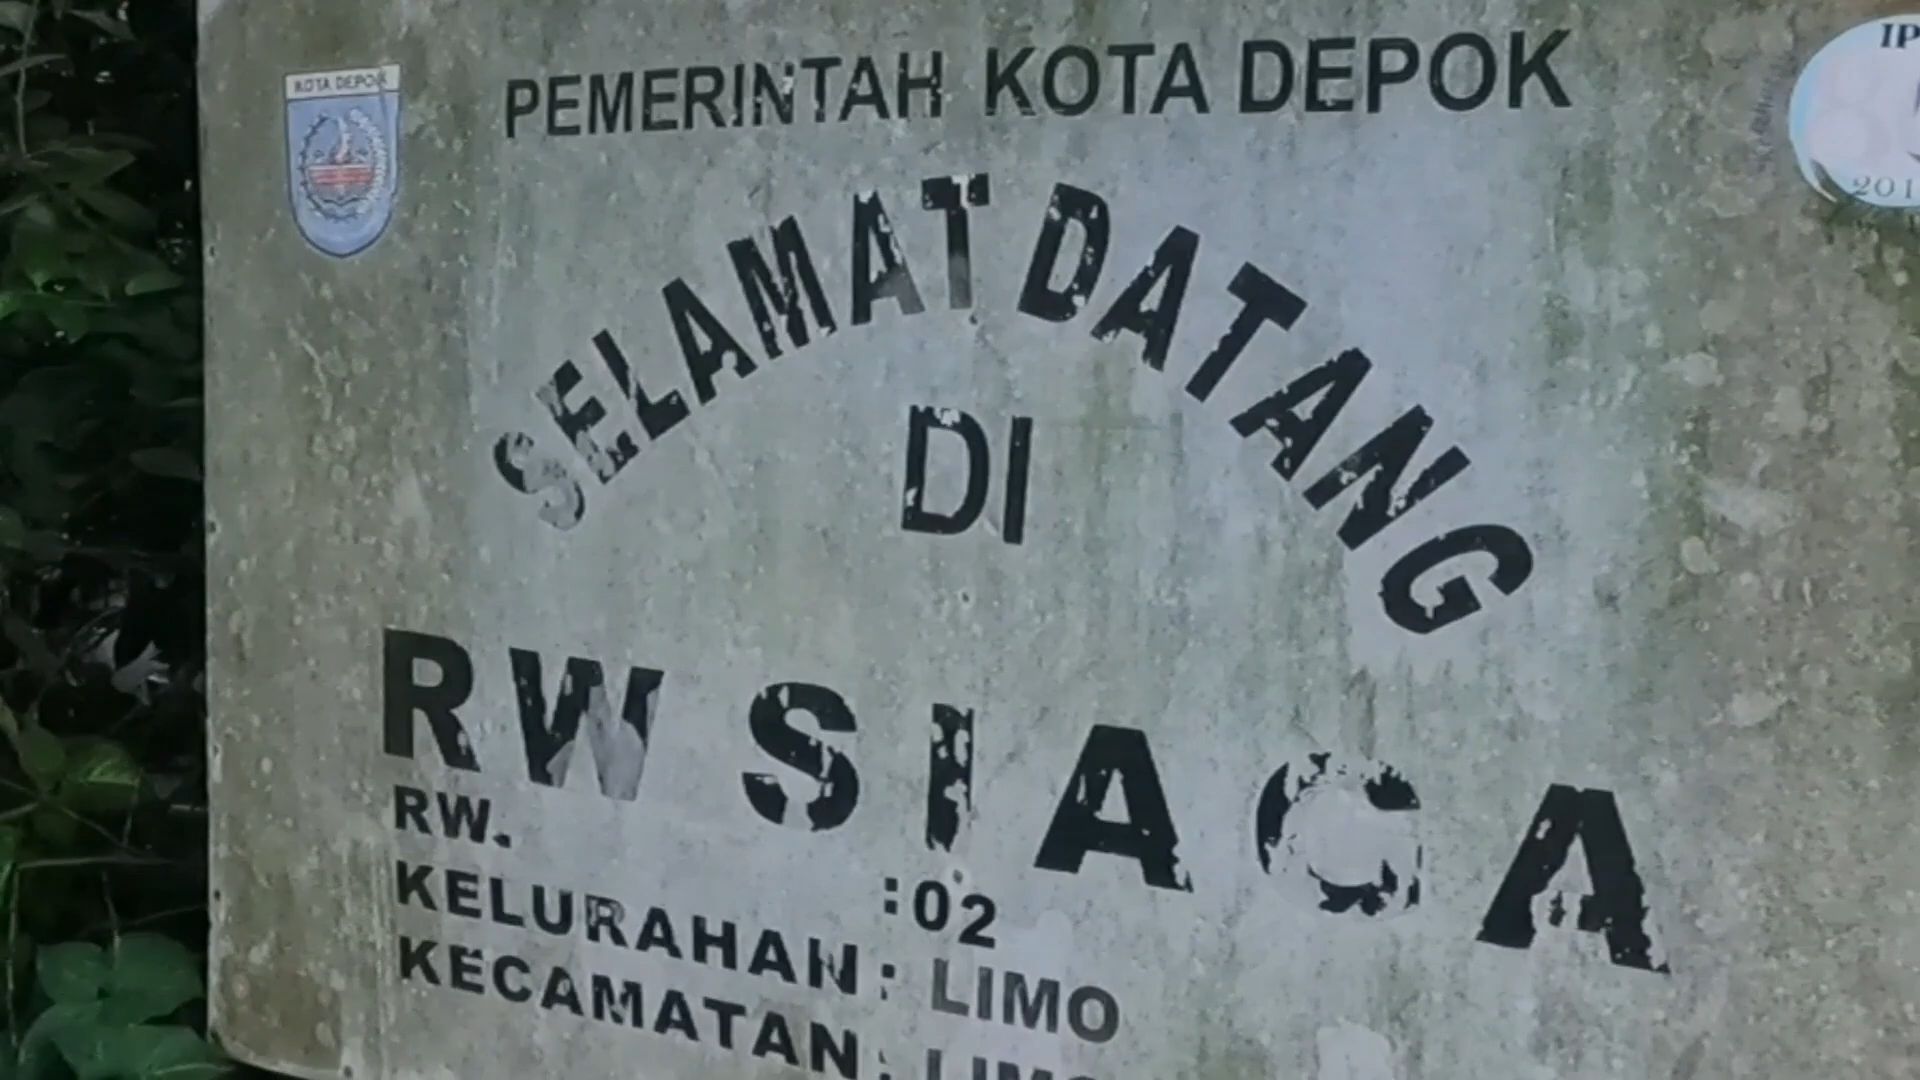 KOTA DEPOK
PEMERINTAH KOTA DEPOK
SELAMAT DATANG
DI
RW SIAGA
RW. :02
KELURAHAN : LIMO
KECAMATAN : LIMO